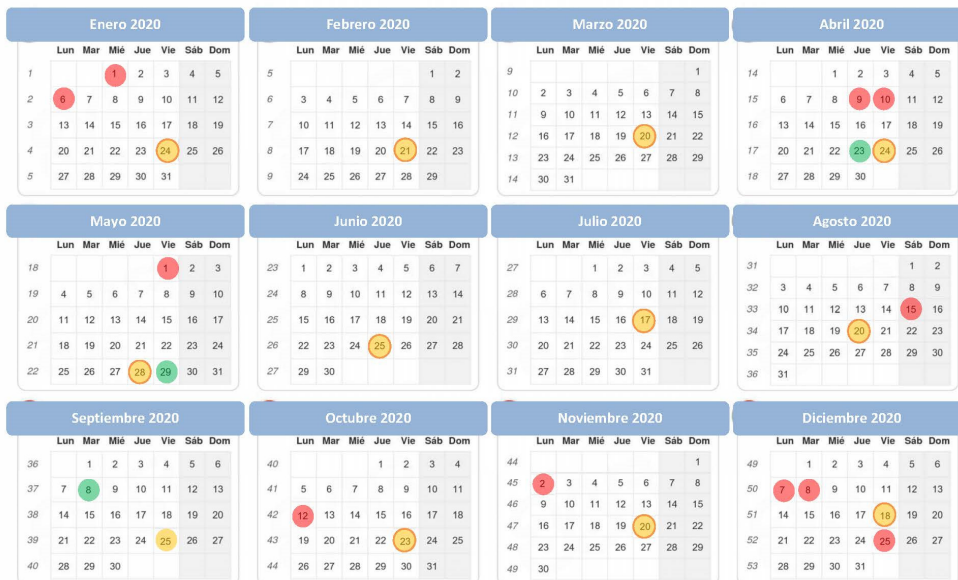 Enero 2020
Lun Mar Mié Jue Vie Sáb Dom
1 1 2 3 4 5
2 6 7 8 9 10 11 12
3 13 14 15 16 17 18 19
4 20 21 22 23 24 25 26
5 27 28 29 30 31
Febrero 2020
Lun Mar Mié Jue Vie Sáb Dom
5 1 2
6 3 4 5 6 7 8 9
7 10 11 12 13 14 15 16
8 17 18 19 20 21 22 23
9 24 25 26 27 28 29
Marzo 2020
Lun Mar Mié Jue Vie Sáb Dom
9 1
10 2 3 4 5 6 7 8
11 9 10 11 12 13 14 15
12 16 17 18 19 20 21 22
13 23 24 25 26 27 28 29
14 30 31
Abril 2020
Lun Mar Mié Jue Vie Sáb Dom
14 1 2 3 4 5
15 6 7 8 9 10 11 12
16 13 14 15 16 17 18 19
17 20 21 22 23 24 25 26
18 27 28 29 30
Mayo 2020
Lun Mar Mié Jue Vie Sáb Dom
18 1 2 3
19 4 5 6 7 8 9 10
20 11 12 13 14 15 16 17
21 18 19 20 21 22 23 24
22 25 26 27 28 29 30 31
Junio 2020
Lun Mar Mié Jue Vie Sáb Dom
23 1 2 3 4 5 6 7
24 8 9 10 11 12 13 14
25 15 16 17 18 19 20 21
26 22 23 24 25 26 27 28
27 29 30
Julio 2020
Lun Mar Mié Jue Vie Sáb Dom
27 1 2 3 4 5
28 6 7 8 9 10 11 12
29 13 14 15 16 17 18 19
30 20 21 22 23 24 25 26
31 27 28 29 30 31
Agosto 2020
Lun Mar Mié Jue Vie Sáb Dom
31 1 2
32 3 4 5 6 7 8 9
33 10 11 12 13 14 15 16
34 17 18 19 20 21 22 23
35 24 25 26 27 28 29 30
36 31
Septiembre 2020
Lun Mar Mié Jue Vie Sáb Dom
36 1 2 3 4 5 6
37 7 8 9 10 11 12 13
38 14 15 16 17 18 19 20
39 21 22 23 24 25 26 27
40 28 29 30
Octubre 2020
Lun Mar Mié Jue Vie Sáb Dom
40 1 2 3 4
41 5 6 7 8 9 10 11
42 12 13 14 15 16 17 18
43 19 20 21 22 23 24 25
44 26 27 28 29 30 31
Noviembre 2020
Lun Mar Mié Jue Vie Sáb Dom
44 1
45 2 3 4 5 6 7 8
46 9 10 11 12 13 14 15
47 16 17 18 19 20 21 22
48 23 24 25 26 27 28 29
49 30
Diciembre 2020
Lun Mar Mié Jue Vie Sáb Dom
49 1 2 3 4 5 6
50 7 8 9 10 11 12 13
51 14 15 16 17 18 19 20
52 21 22 23 24 25 26 27
53 28 29 30 31